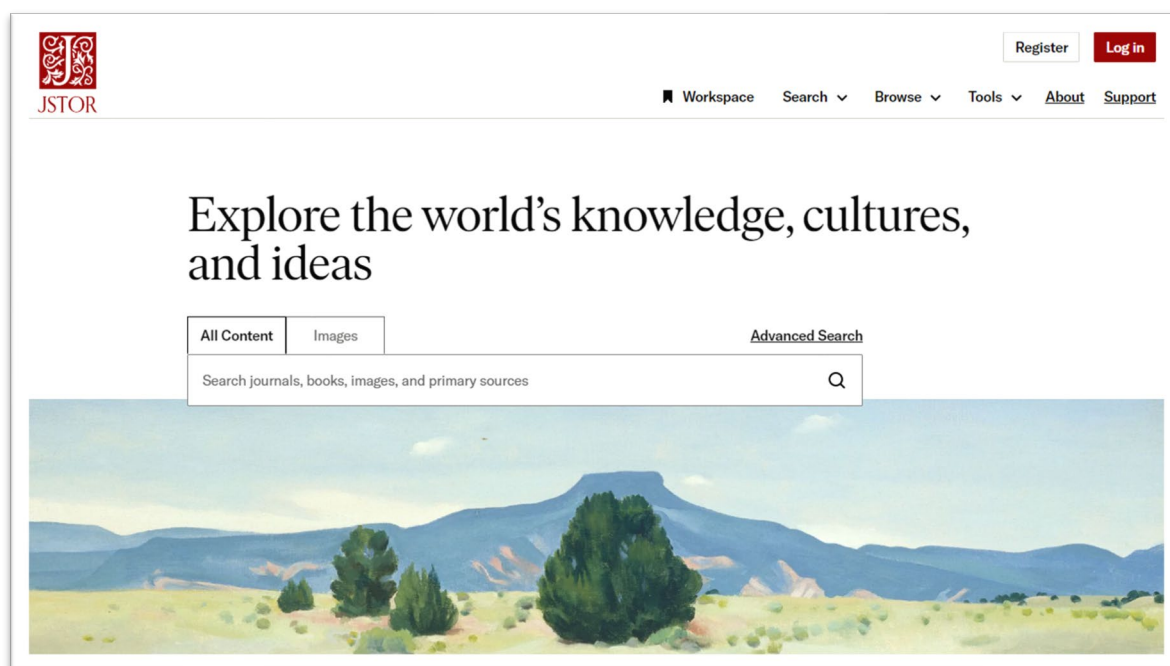 Register Log in
JSTOR
Workspace Search Browse Tools About Support
Explore the world’s knowledge, cultures,
and ideas
All Content Images Advanced Search
Search journals, books, images, and primary sources